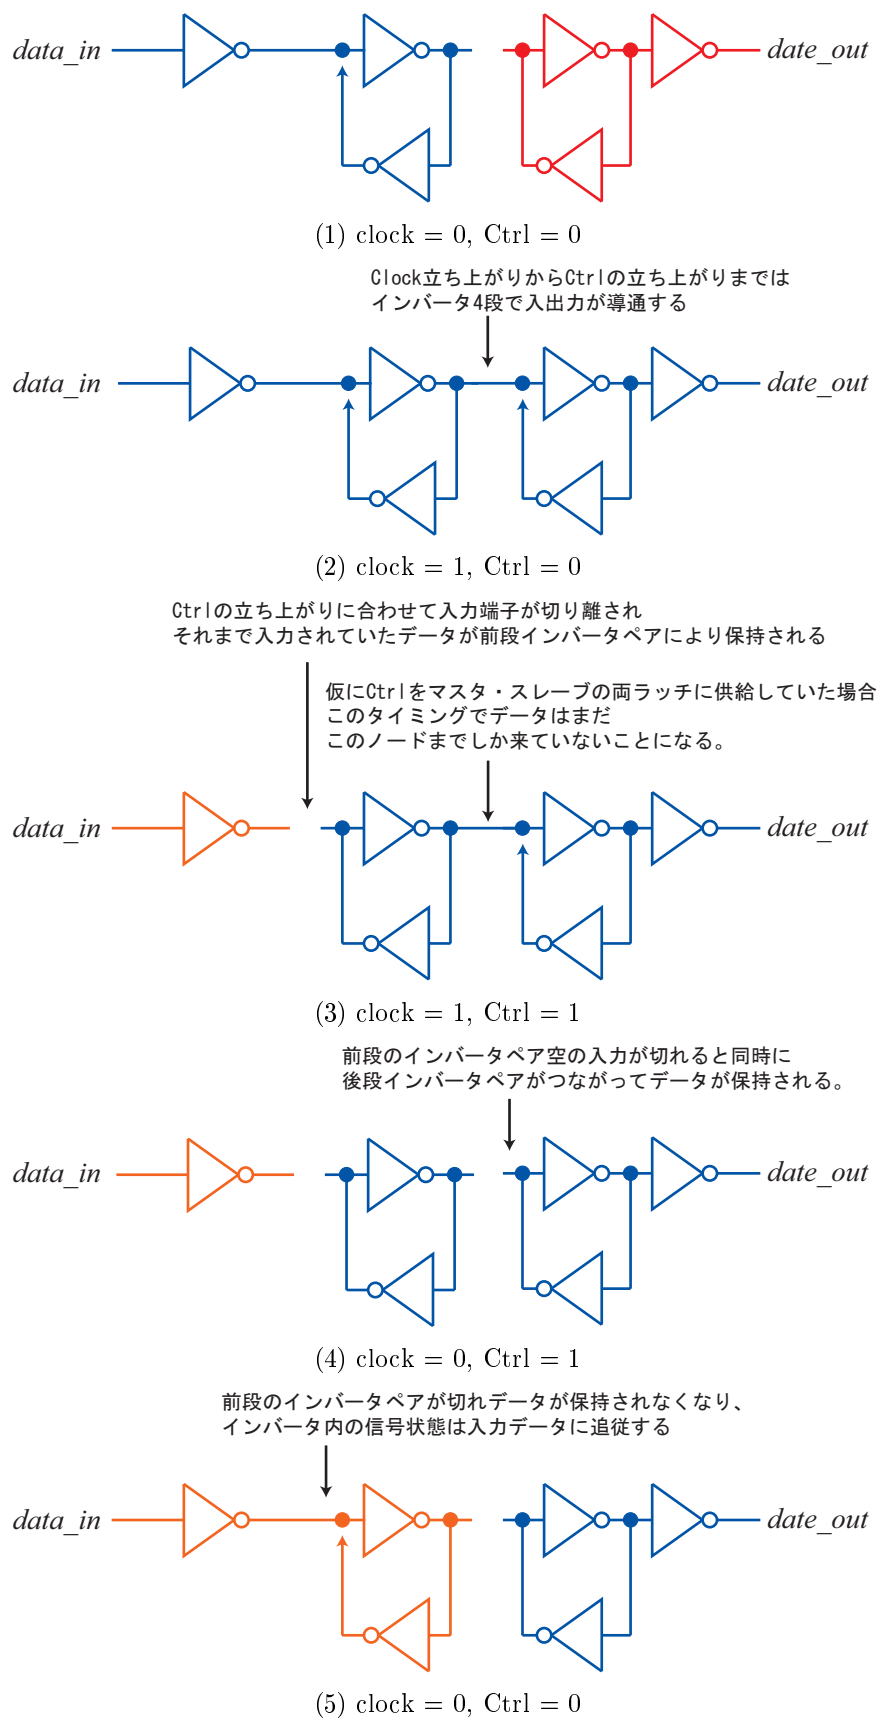 data_in
date_out
(1) clock = 0, Ctrl = 0
Clock立ち上がりからCtrlの立ち上がりまでは
インバータ4段で入出力が導通する
data_in
date_out
(2) clock = 1, Ctrl = 0
Ctrlの立ち上がりに合わせて入力端子が切り離され
それまで入力されていたデータが前段インバータペアにより保持される
仮にCtrlをマスタ・スレーブの両ラッチに供給していた場合
このタイミングでデータはまだ
このノードまでしか来ていないことになる。
data_in
date_out
(3) clock = 1, Ctrl = 1
前段のインバータペア空の入力が切れると同時に
後段インバータペアがつながってデータが保持される。
data_in
date_out
(4) clock = 0, Ctrl = 1
前段のインバータペアが切れデータが保持されなくなり、
インバータ内の信号状態は入力データに追従する
data_in
date_out
(5) clock = 0, Ctrl = 0